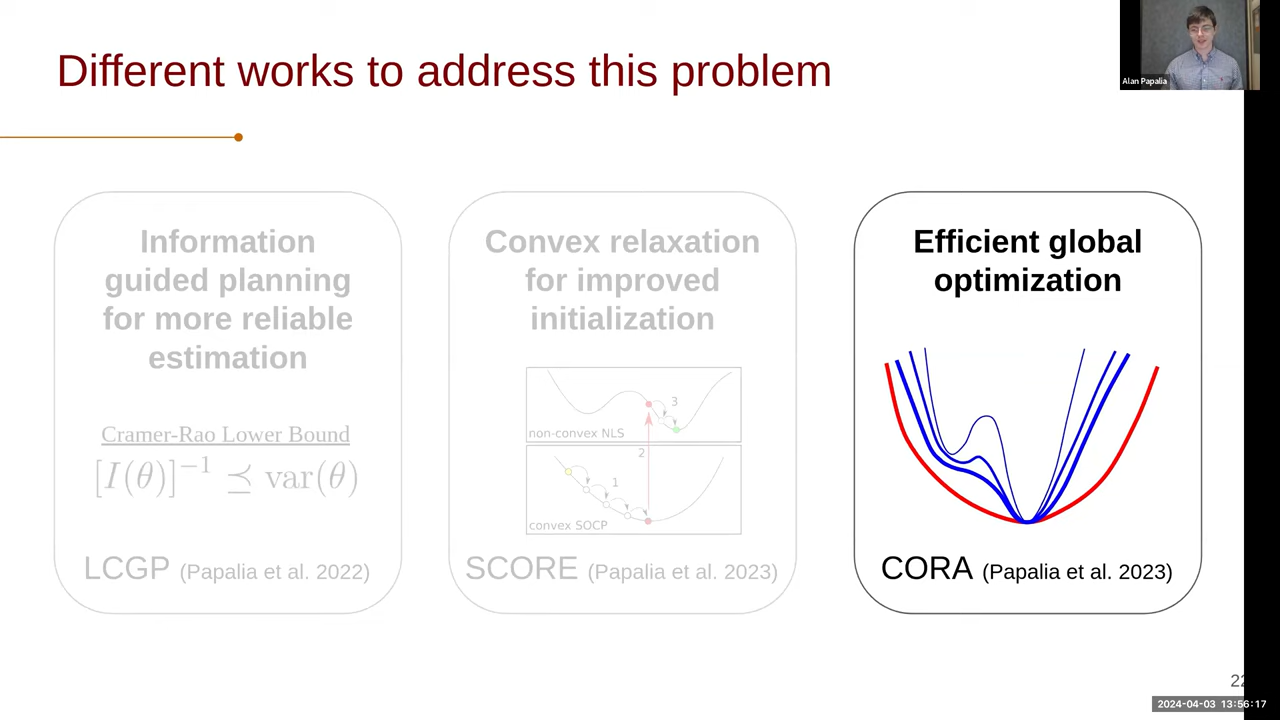 Different works to address this problem
Alan Papalia
Information
guided planning
for more reliable
estimation
Cramer-Rao Lower Bound
[I(θ)]⁻¹ ⪯ var(θ)
LCGP (Papalia et al. 2022)
Convex relaxation
for improved
initialization
3
non-convex NLS
2
1
convex SOCP
SCORE (Papalia et al. 2023)
Efficient global
optimization
CORA (Papalia et al. 2023)
22
2024-04-03 13:56:17